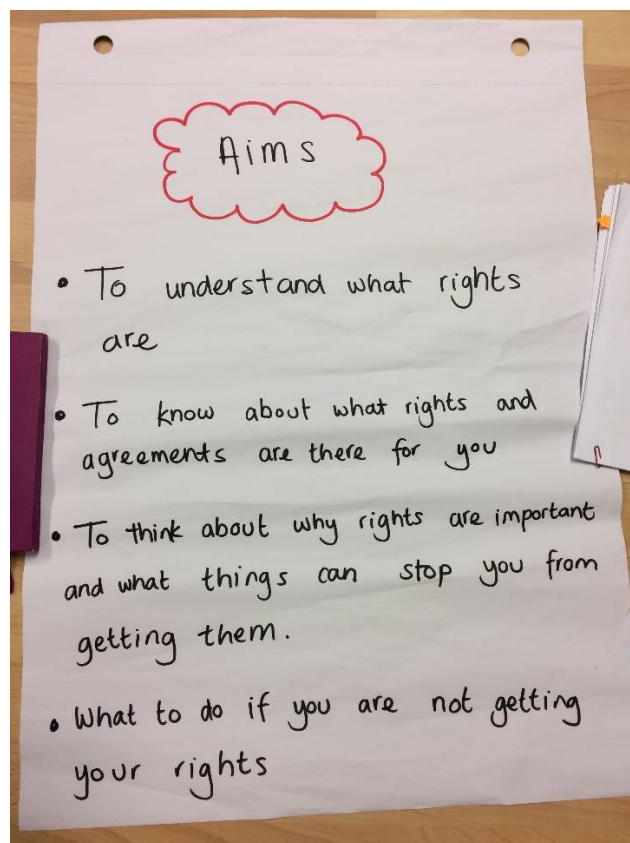 Aims
• To understand what rights
are
• To know about what rights and
agreements are there for you
• To think about why rights are important
and what things can stop you from
getting them.
• What to do if you are not getting
your rights